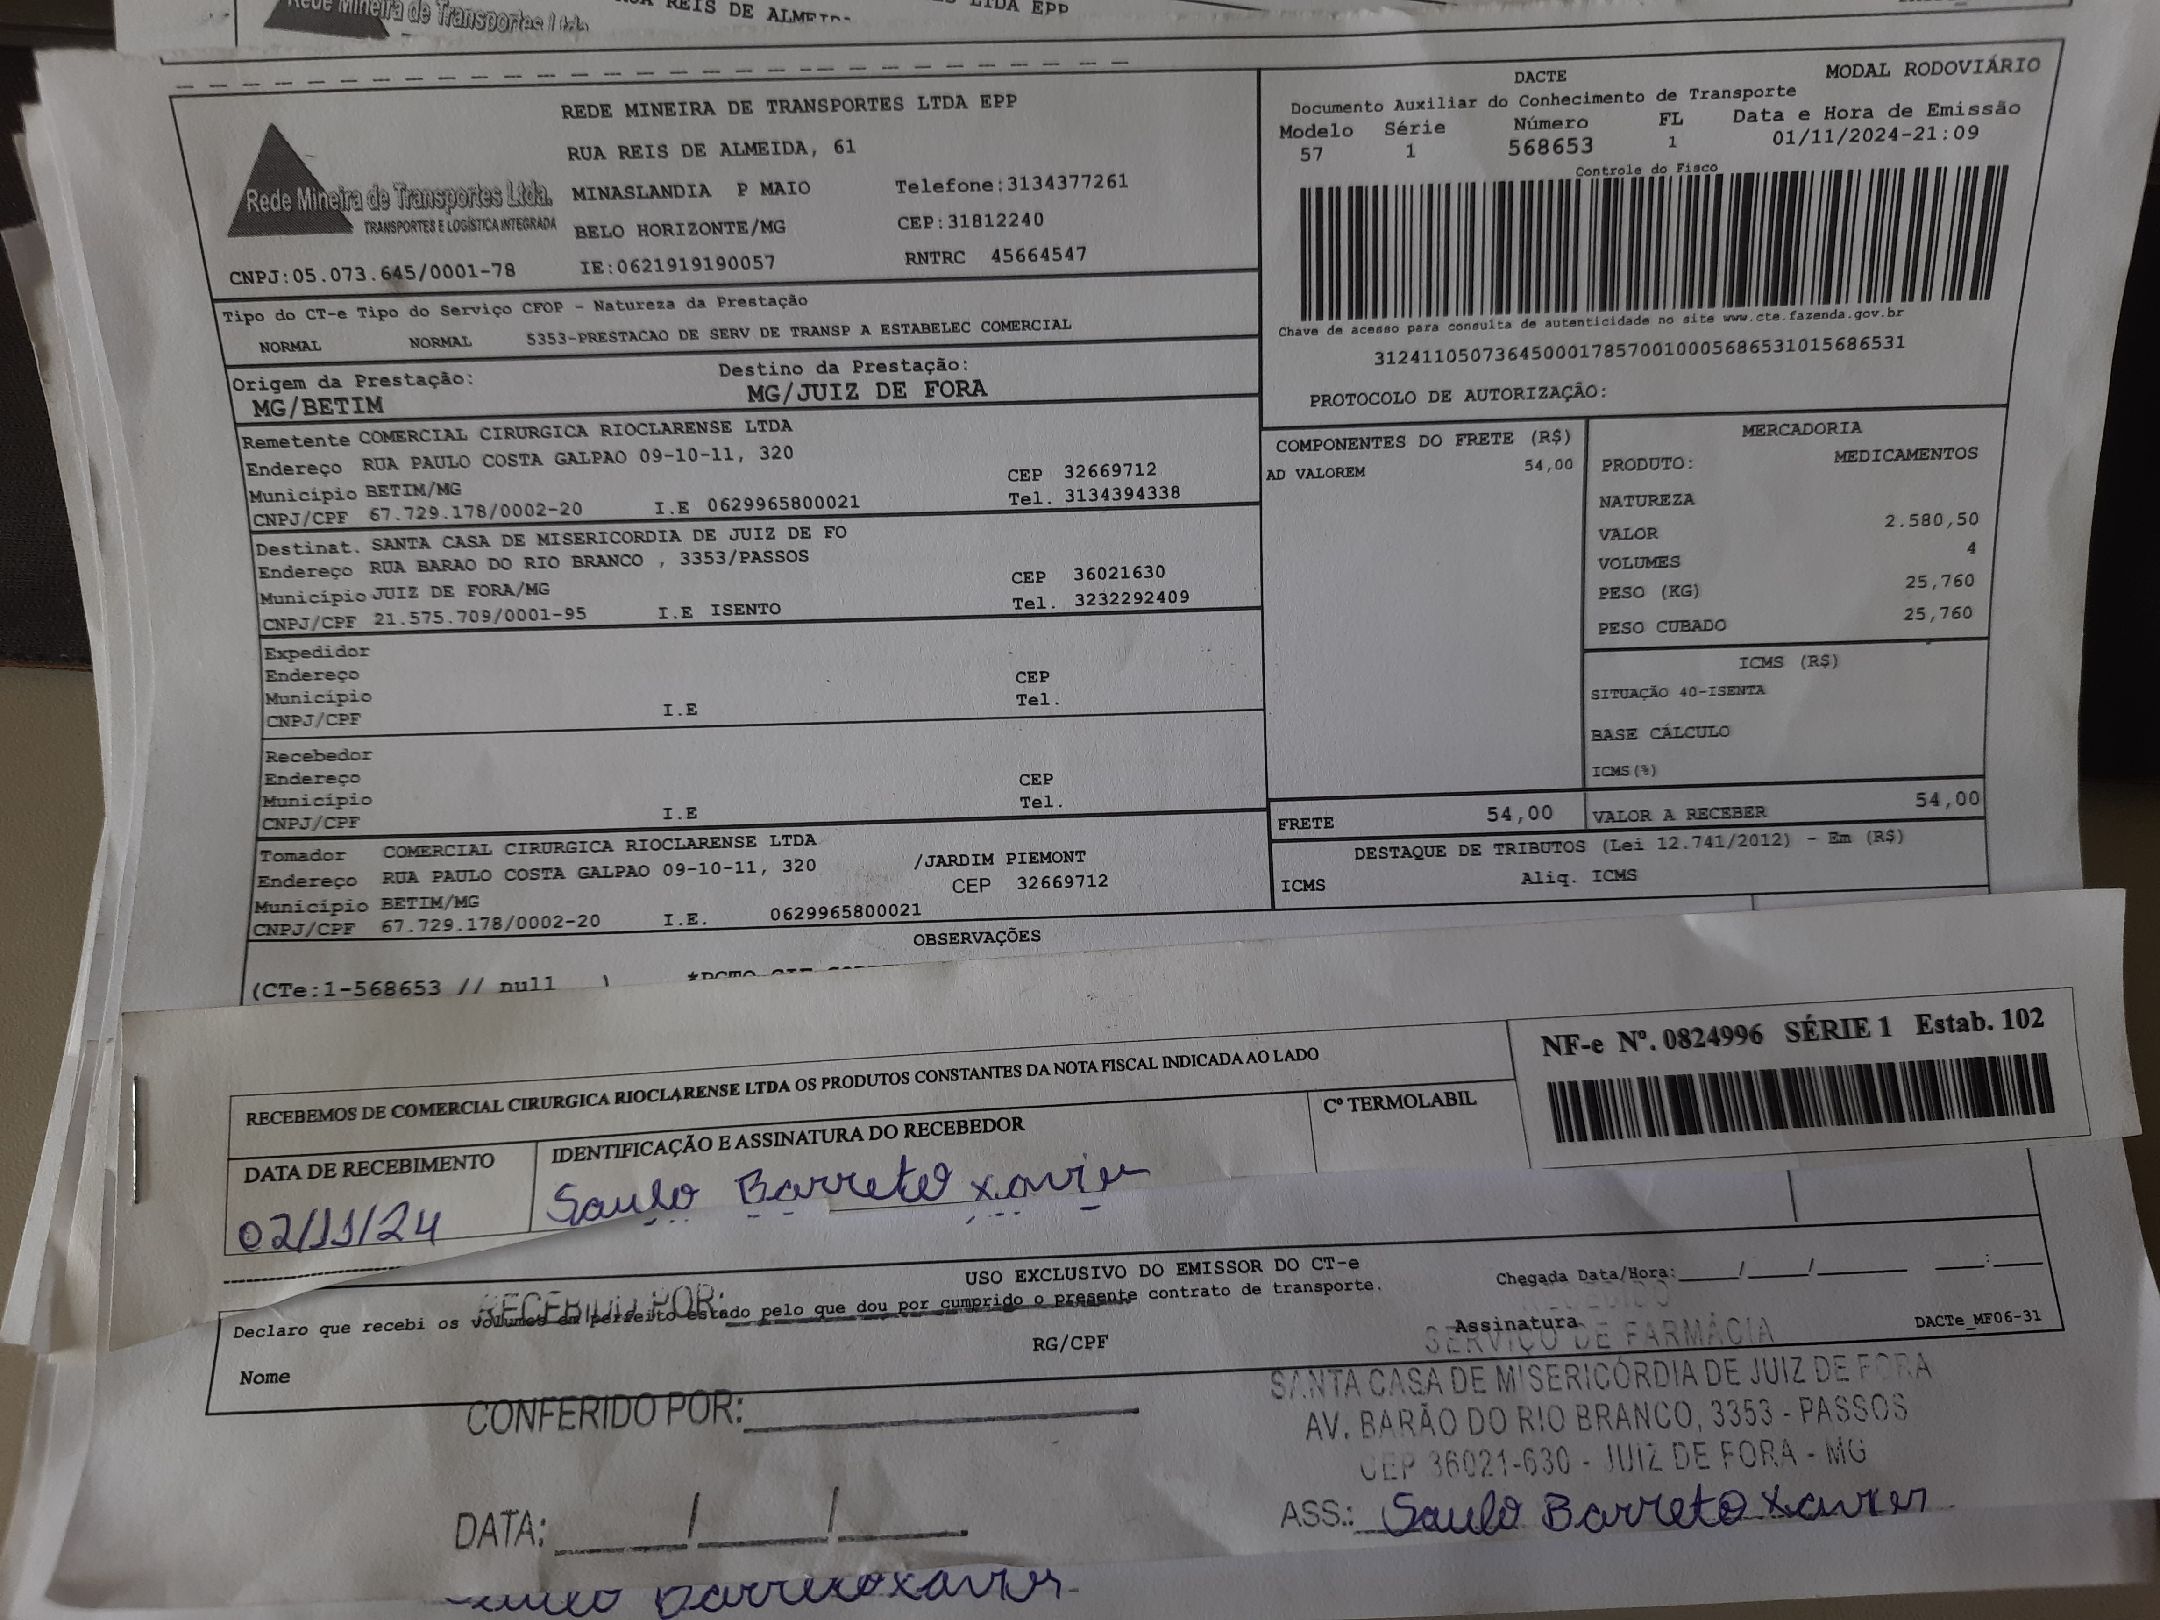 Rede Mineira de Transportes Ltda.
REIS DE ALMEIDA
LTDA EPP
REDE MINEIRA DE TRANSPORTES LTDA EPP
RUA REIS DE ALMEIDA, 61
Rede Mineira de Transportes Ltda.
TRANSPORTES E LOGÍSTICA INTEGRADA
MINASLANDIA P MAIO Telefone:3134377261
BELO HORIZONTE/MG CEP:31812240
CNPJ:05.073.645/0001-78 IE:0621919190057 RNTRC 45664547
DACTE MODAL RODOVIÁRIO
Documento Auxiliar do Conhecimento de Transporte
Modelo Série Número FL Data e Hora de Emissão
57 1 568653 1 01/11/2024-21:09
Controle do Fisco
Chave de acesso para consulta de autenticidade no site www.cte.fazenda.gov.br
31241105073645000178570010005686531015686531
PROTOCOLO DE AUTORIZAÇÃO:
Tipo do CT-e Tipo do Serviço CFOP - Natureza da Prestação
NORMAL NORMAL 5353-PRESTACAO DE SERV DE TRANSP A ESTABELEC COMERCIAL
Origem da Prestação: Destino da Prestação:
MG/BETIM MG/JUIZ DE FORA
Remetente COMERCIAL CIRURGICA RIOCLARENSE LTDA
Endereço RUA PAULO COSTA GALPAO 09-10-11, 320
Município BETIM/MG CEP 32669712
CNPJ/CPF 67.729.178/0002-20 I.E 0629965800021 Tel. 3134394338
Destinat. SANTA CASA DE MISERICORDIA DE JUIZ DE FO
Endereço RUA BARAO DO RIO BRANCO , 3353/PASSOS
Município JUIZ DE FORA/MG CEP 36021630
CNPJ/CPF 21.575.709/0001-95 I.E ISENTO Tel. 3232292409
Expedidor
Endereço CEP
Município Tel.
CNPJ/CPF I.E
Recebedor
Endereço CEP
Município Tel.
CNPJ/CPF I.E
Tomador COMERCIAL CIRURGICA RIOCLARENSE LTDA
Endereço RUA PAULO COSTA GALPAO 09-10-11, 320 /JARDIM PIEMONT
Município BETIM/MG CEP 32669712
CNPJ/CPF 67.729.178/0002-20 I.E. 0629965800021
COMPONENTES DO FRETE (R$)
AD VALOREM 54,00
MERCADORIA
PRODUTO: MEDICAMENTOS
NATUREZA
VALOR 2.580,50
VOLUMES 4
PESO (KG) 25,760
PESO CUBADO 25,760
ICMS (R$)
SITUAÇÃO 40-ISENTA
BASE CÁLCULO
ICMS(%)
FRETE 54,00 VALOR A RECEBER 54,00
DESTAQUE DE TRIBUTOS (Lei 12.741/2012) - Em (R$)
ICMS Aliq. ICMS
OBSERVAÇÕES
(CTe:1-568653 // null )
RECEBEMOS DE COMERCIAL CIRURGICA RIOCLARENSE LTDA OS PRODUTOS CONSTANTES DA NOTA FISCAL INDICADA AO LADO
NF-e Nº. 0824996 SÉRIE 1 Estab. 102
DATA DE RECEBIMENTO IDENTIFICAÇÃO E ASSINATURA DO RECEBEDOR Cº TERMOLABIL
02/11/24 Saulo Barreto Xavier
USO EXCLUSIVO DO EMISSOR DO CT-e Chegada Data/Hora:_____/_____/_______ ___:____
RECEBIDO POR:
Declaro que recebi os volumes em perfeito estado pelo que dou por cumprido o presente contrato de transporte.
Nome RG/CPF Assinatura DACTe_MF06-31
SERVIÇO DE FARMÁCIA
SANTA CASA DE MISERICÓRDIA DE JUIZ DE FORA
AV. BARÃO DO RIO BRANCO, 3353 - PASSOS
CEP 36021-630 - JUIZ DE FORA - MG
ASS.: Saulo Barreto Xavier
CONFERIDO POR:
DATA: ____/____/____
Barreto Xavier